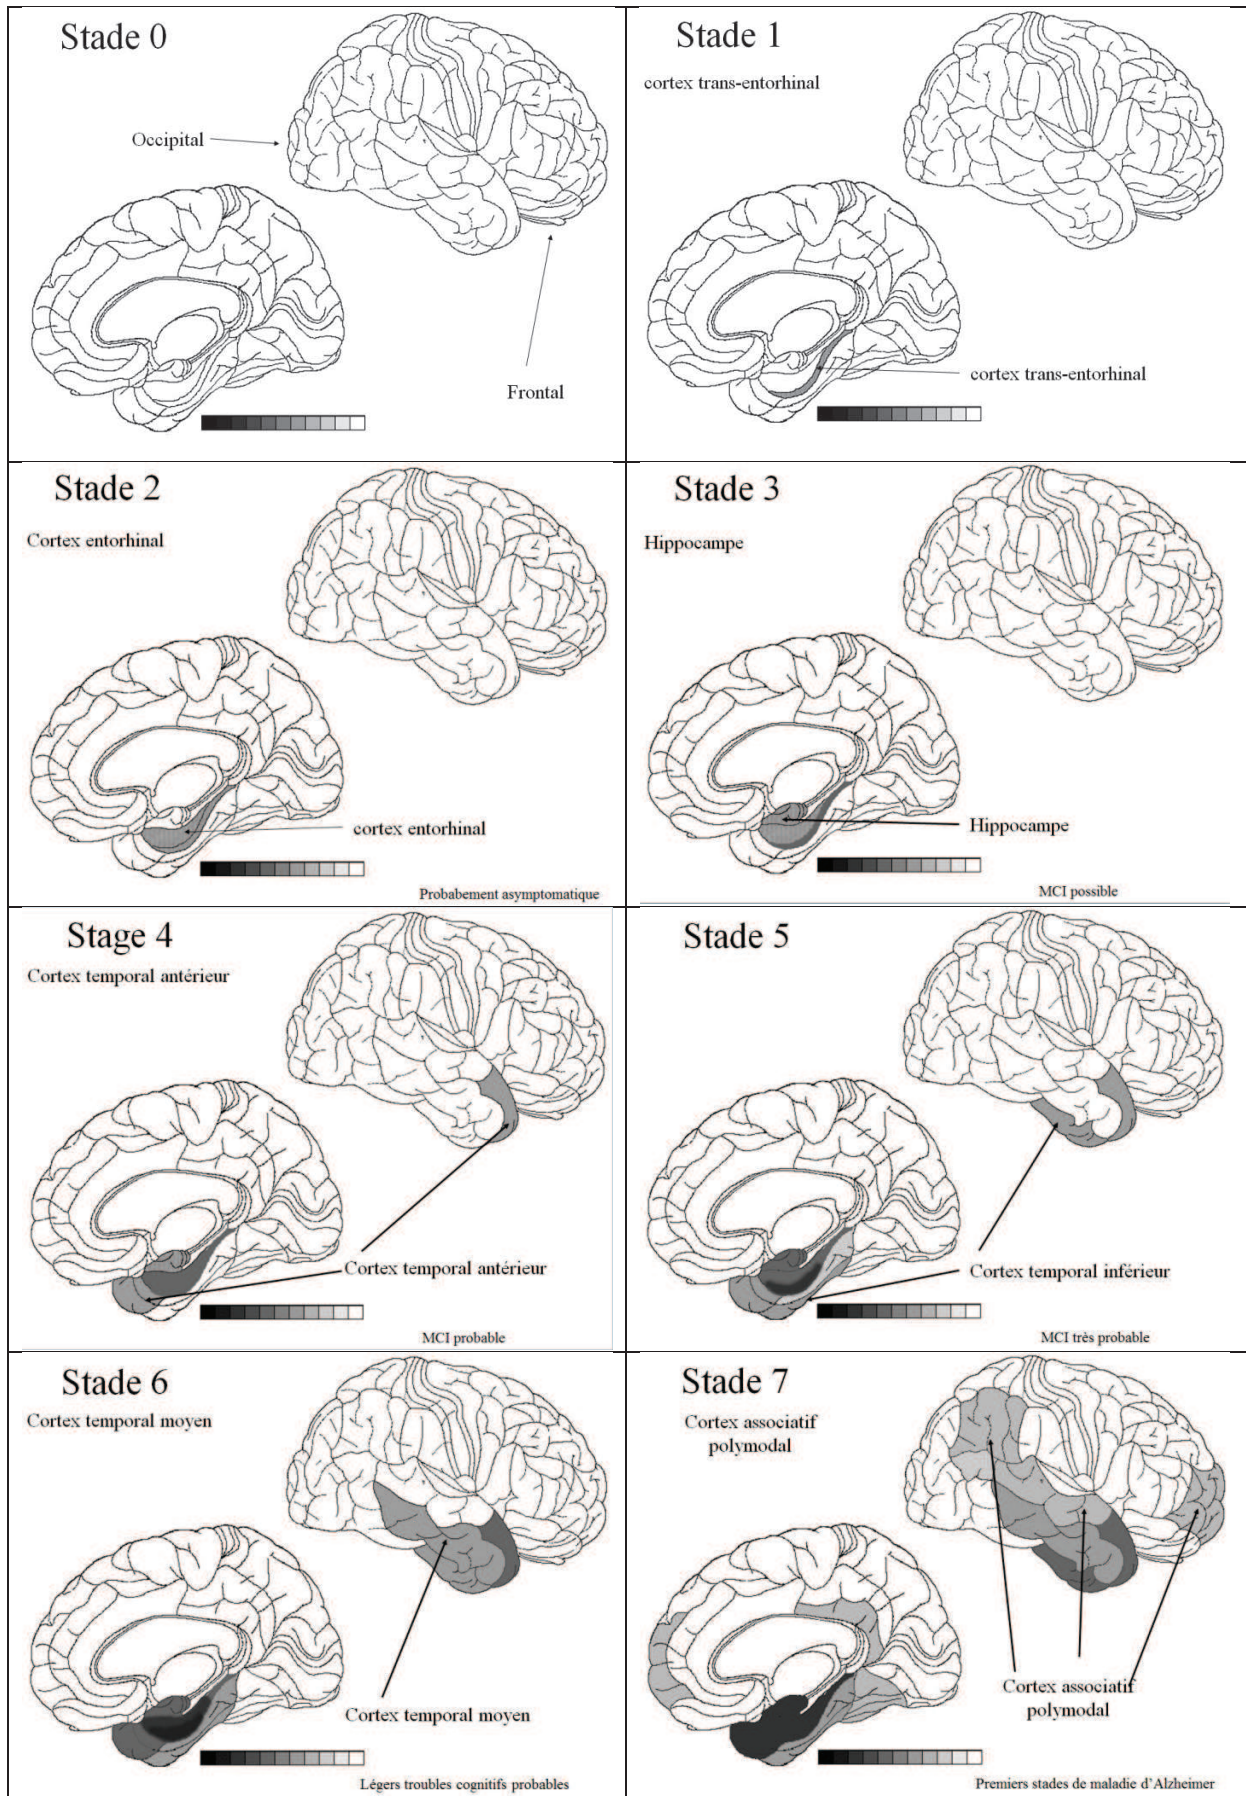 Stade 0
Occipital
Frontal
Stade 1
cortex trans-entorhinal
cortex trans-entorhinal
Stade 2
Cortex entorhinal
cortex entorhinal
Probabement asymptomatique
Stade 3
Hippocampe
Hippocampe
MCI possible
Stage 4
Cortex temporal antérieur
Cortex temporal antérieur
MCI probable
Stade 5
Cortex temporal inférieur
MCI très probable
Stade 6
Cortex temporal moyen
Cortex temporal moyen
Légers troubles cognitifs probables
Stade 7
Cortex associatif
polymodal
Cortex associatif
polymodal
Premiers stades de maladie d'Alzheimer